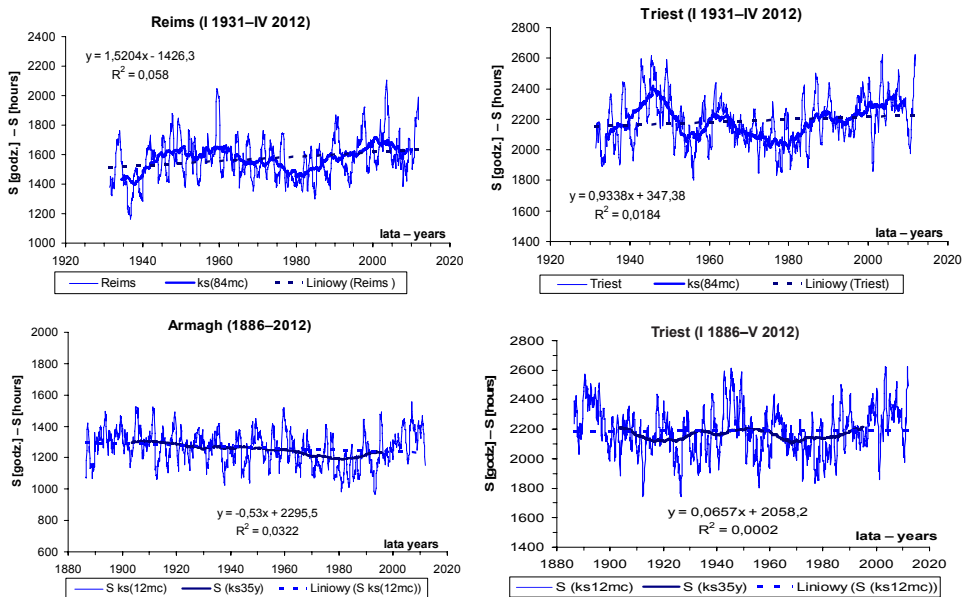 Reims (I 1931–IV 2012)
S [godz.] – S [hours]
2400
2200
2000
1800
1600
1400
1200
1000
y = 1,5204x - 1426,3
R² = 0,058
lata – years
1920
1940
1960
1980
2000
2020
Reims
ks(84mc)
Liniowy (Reims )
Triest (I 1931–IV 2012)
S [godz.] – S [hours]
2800
2600
2400
2200
2000
1800
1600
1400
y = 0,9338x + 347,38
R² = 0,0184
lata – years
1920
1940
1960
1980
2000
2020
Triest
ks(84mc)
Liniowy (Triest)
Armagh (1886–2012)
S [godz.] – S [hours]
2000
1800
1600
1400
1200
1000
800
600
y = -0,53x + 2295,5
R² = 0,0322
lata years
1880
1900
1920
1940
1960
1980
2000
2020
S ks(12mc)
S (ks35y)
Liniowy (S ks(12mc))
Triest (I 1886–V 2012)
S [godz.] – S [hours]
2800
2600
2400
2200
2000
1800
1600
1400
y = 0,0657x + 2058,2
R² = 0,0002
lata – years
1880
1900
1920
1940
1960
1980
2000
2020
S (ks12mc)
S (ks35y)
Liniowy (S (ks12mc))